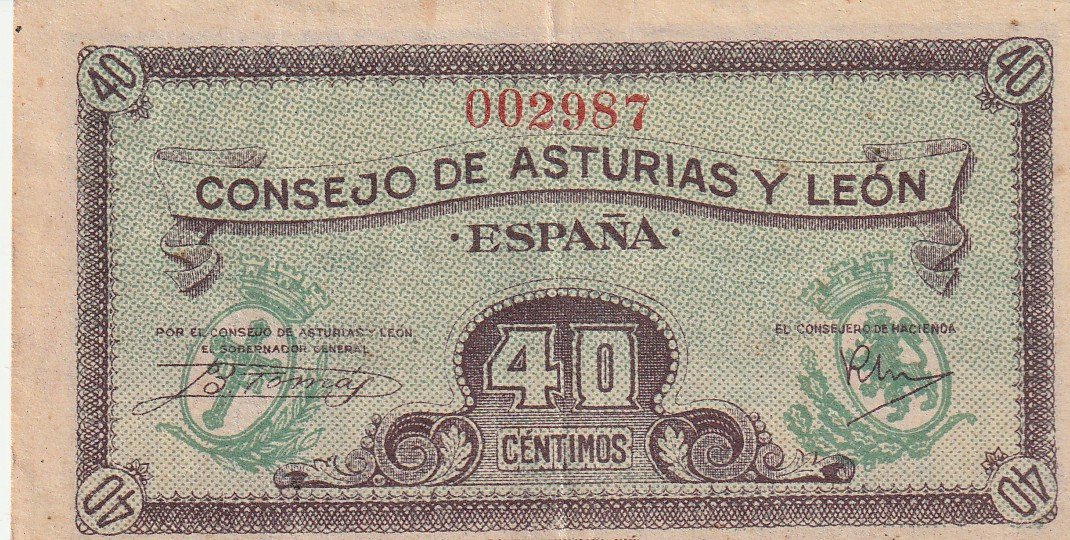 40
40
002987
CONSEJO DE ASTURIAS Y LEÓN
·ESPAÑA·
POR EL CONSEJO DE ASTURIAS Y LEÓN
EL GOBERNADOR GENERAL
EL CONSEJERO DE HACIENDA
40
CÉNTIMOS
40
40